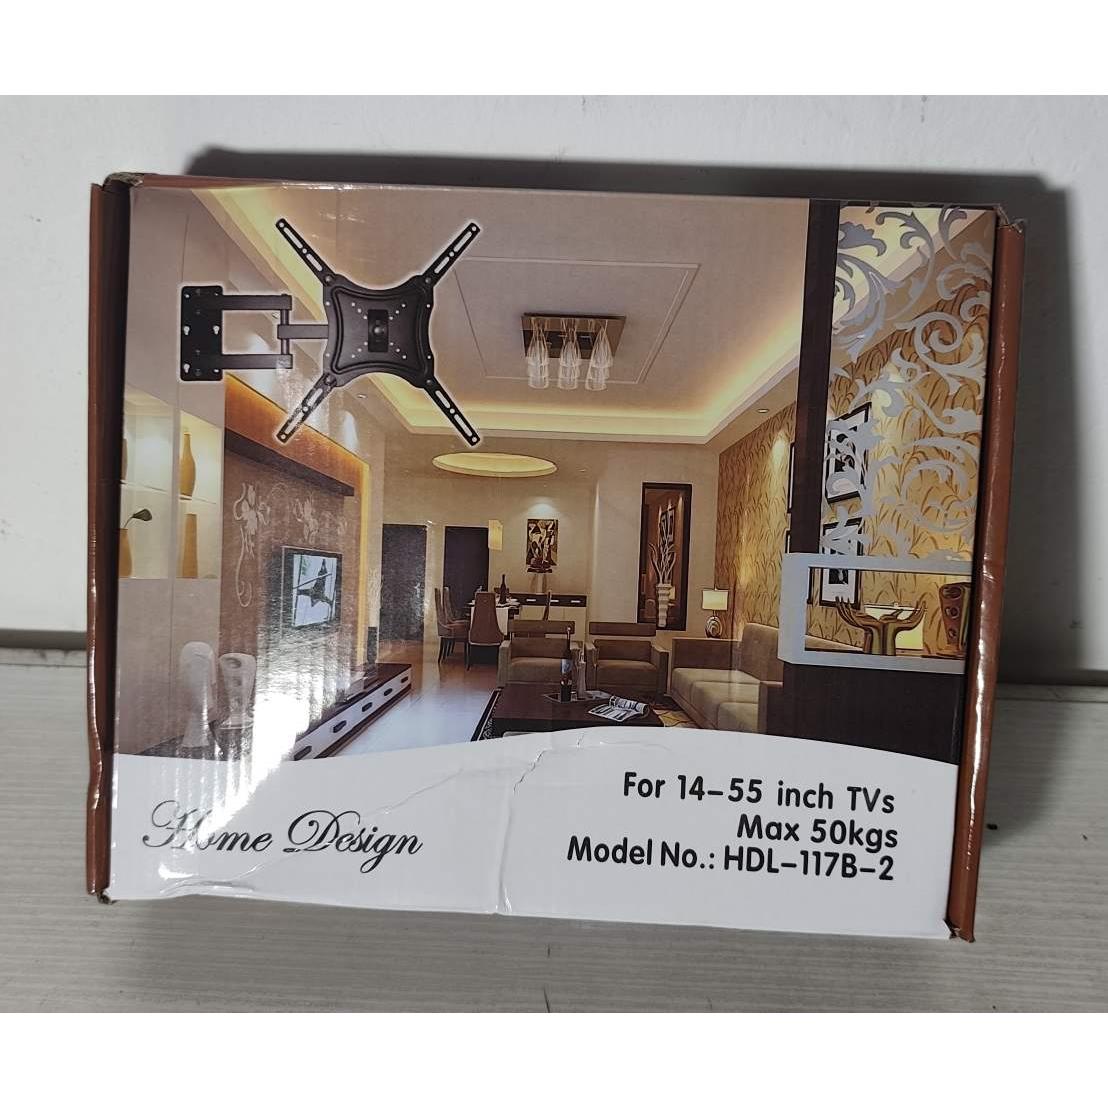 Home Design
For 14-55 inch TVs
Max 50kgs
Model No.: HDL-117B-2